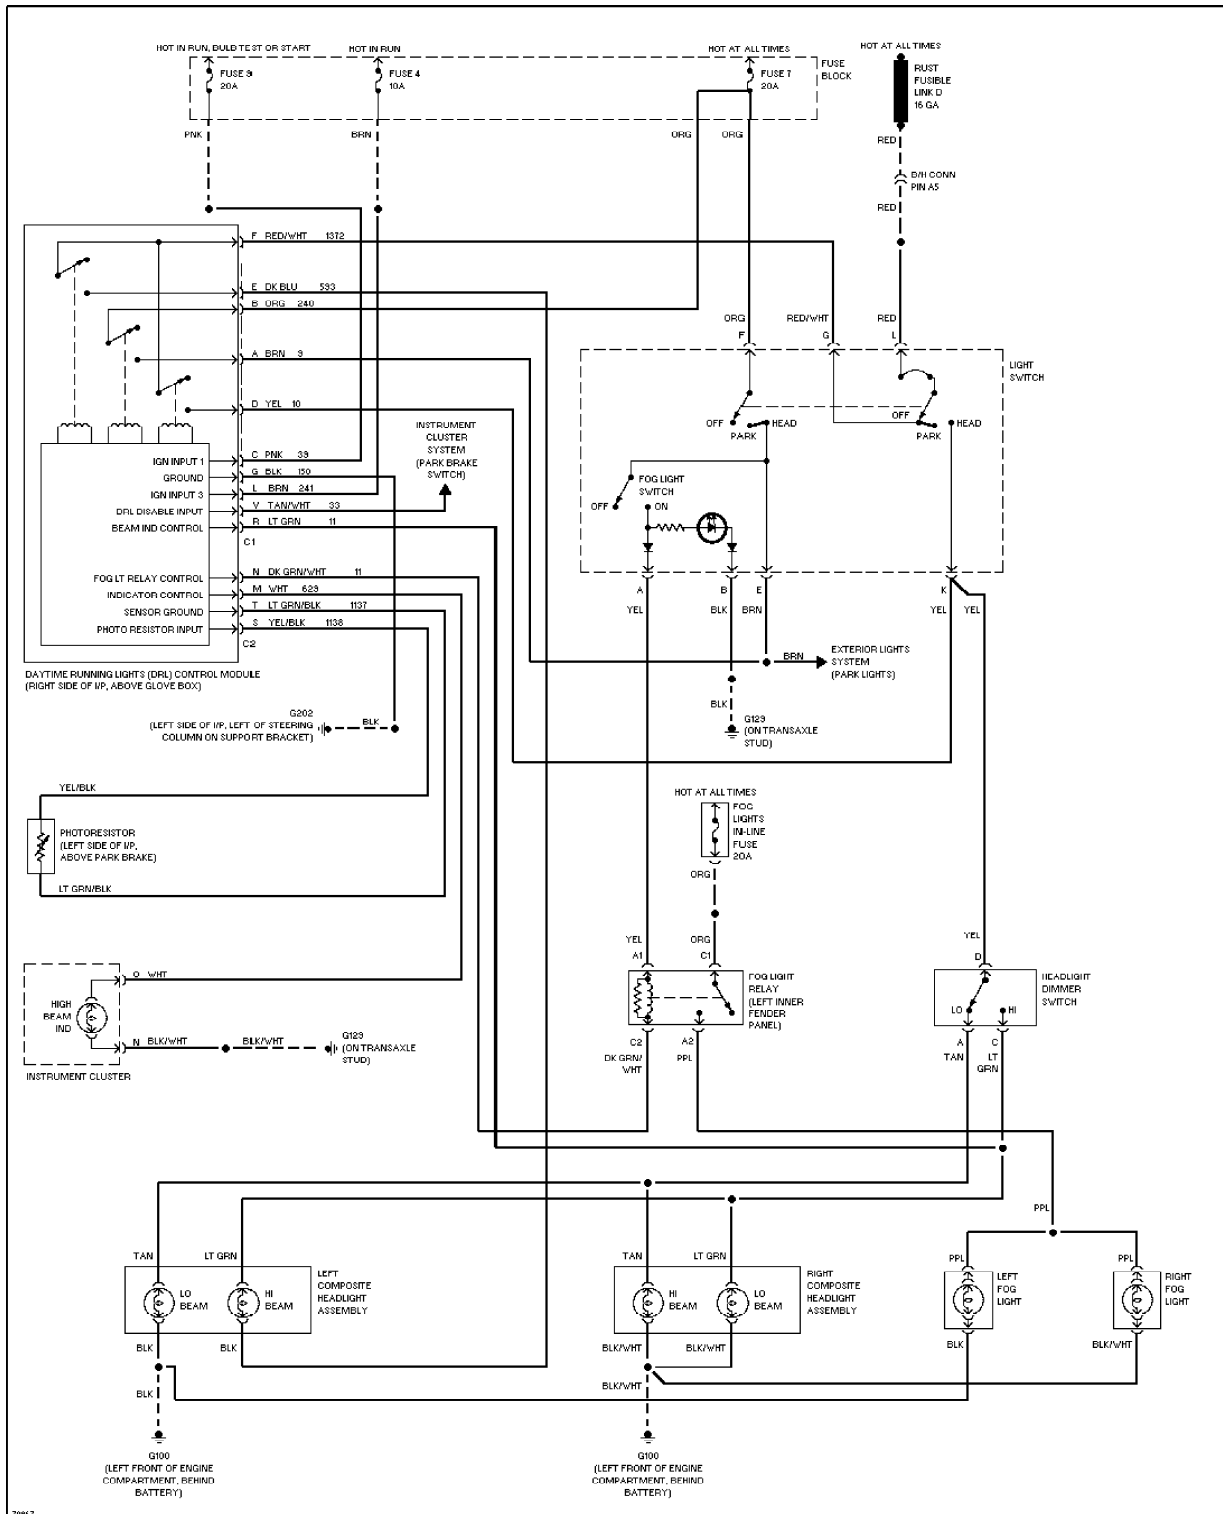 HOT IN RUN, BULD TEST OR START
HOT IN RUN
HOT AT ALL TIMES
HOT AT ALL TIMES
FUSE 9
20A
FUSE 4
10A
FUSE 7
20A
FUSE
BLOCK
RUST
FUSIBLE
LINK D
16 GA
PNK
BRN
ORG
ORG
RED
B/H CONN
PIN A5
RED
F RED/WHT 1372
E DK BLU 593
B ORG 240
A BRN 9
D YEL 10
C PNK 39
G BLK 150
L BRN 241
V TAN/WHT 33
R LT GRN 11
C1
N DK GRN/WHT 11
M WHT 629
T LT GRN/BLK 1137
S YEL/BLK 1138
C2
IGN INPUT 1
GROUND
IGN INPUT 3
DRL DISABLE INPUT
BEAM IND CONTROL
FOG LT RELAY CONTROL
INDICATOR CONTROL
SENSOR GROUND
PHOTO RESISTOR INPUT
DAYTIME RUNNING LIGHTS (DRL) CONTROL MODULE
(RIGHT SIDE OF I/P, ABOVE GLOVE BOX)
INSTRUMENT
CLUSTER
SYSTEM
(PARK BRAKE
SWITCH)
ORG
RED/WHT
RED
F
G
L
LIGHT
SWITCH
OFF
PARK
HEAD
OFF
PARK
HEAD
FOG LIGHT
SWITCH
OFF
ON
A
B
E
K
YEL
BLK
BRN
YEL
YEL
BRN
EXTERIOR LIGHTS
SYSTEM
(PARK LIGHTS)
BLK
G129
(ON TRANSAXLE
STUD)
G202
(LEFT SIDE OF I/P, LEFT OF STEERING
COLUMN ON SUPPORT BRACKET)
BLK
YEL/BLK
PHOTORESISTOR
(LEFT SIDE OF I/P,
ABOVE PARK BRAKE)
LT GRN/BLK
HOT AT ALL TIMES
FOG
LIGHTS
IN-LINE
FUSE
20A
ORG
YEL
ORG
YEL
A1
C1
D
O WHT
HIGH
BEAM
IND
N BLK/WHT
BLK/WHT
G129
(ON TRANSAXLE
STUD)
INSTRUMENT CLUSTER
FOG LIGHT
RELAY
(LEFT INNER
FENDER
PANEL)
HEADLIGHT
DIMMER
SWITCH
LO
HI
C2
A2
A
C
DK GRN/
WHT
PPL
TAN
LT
GRN
PPL
TAN
LT GRN
TAN
LT GRN
PPL
PPL
LEFT
COMPOSITE
HEADLIGHT
ASSEMBLY
LO
BEAM
HI
BEAM
RIGHT
COMPOSITE
HEADLIGHT
ASSEMBLY
HI
BEAM
LO
BEAM
LEFT
FOG
LIGHT
RIGHT
FOG
LIGHT
BLK
BLK
BLK/WHT
BLK/WHT
BLK
BLK/WHT
BLK
BLK/WHT
G100
(LEFT FRONT OF ENGINE
COMPARTMENT, BEHIND
BATTERY)
G100
(LEFT FRONT OF ENGINE
COMPARTMENT, BEHIND
BATTERY)